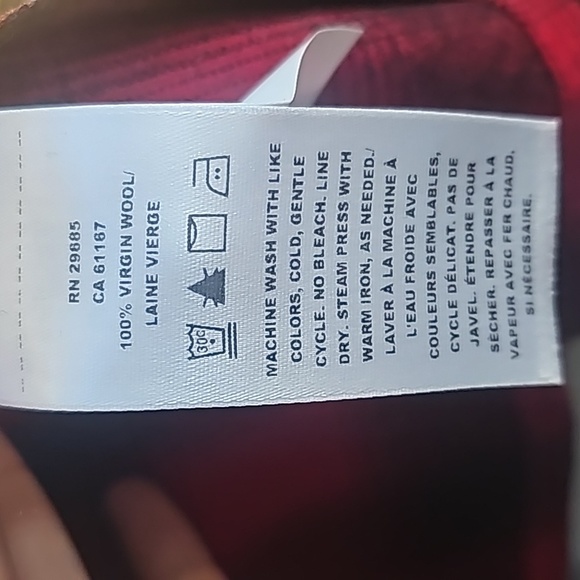 RN 29885
CA 61167
100% VIRGIN WOOL/
LAINE VIERGE
30C
MACHINE WASH WITH LIKE
COLORS, COLD, GENTLE
CYCLE. NO BLEACH. LINE
DRY. STEAM PRESS WITH
WARM IRON, AS NEEDED./
LAVER À LA MACHINE À
L'EAU FROIDE AVEC
COULEURS SEMBLABLES,
CYCLE DÉLICAT. PAS DE
JAVEL. ÉTENDRE POUR
SÈCHER. REPASSER À LA
VAPEUR AVEC FER CHAUD,
SI NÉCESSAIRE.